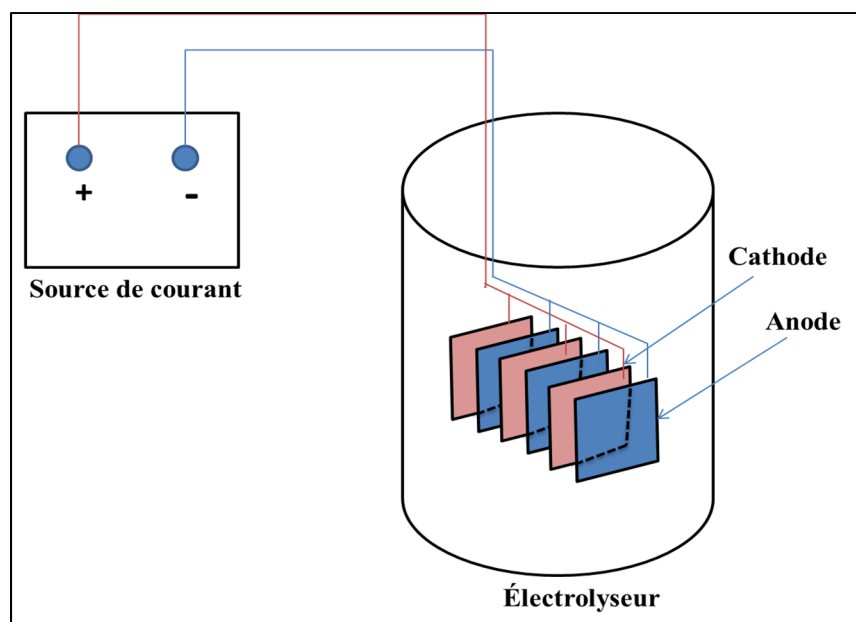 + -
Source de courant
Cathode
Anode
Électrolyseur